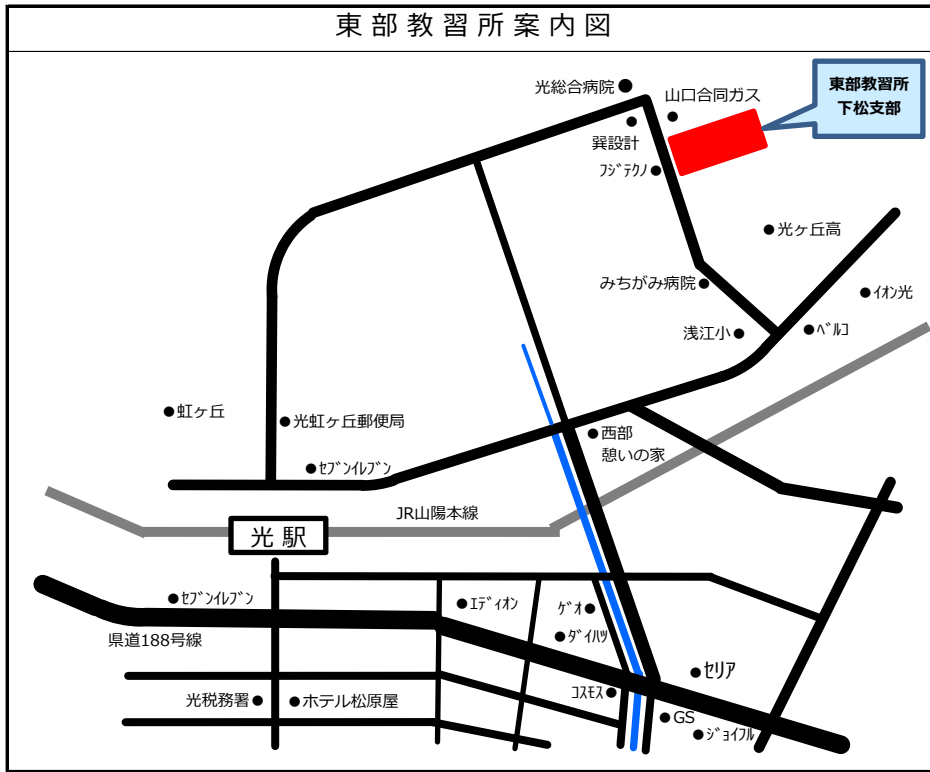 東部教習所案内図
光総合病院
山口合同ガス
東部教習所
下松支部
巽設計
ﾌｼﾞﾃｸﾉ
光ヶ丘高
みちがみ病院
ｲｵﾝ光
浅江小
ﾍﾞﾙｺ
虹ヶ丘
光虹ヶ丘郵便局
西部
憩いの家
ｾﾌﾞﾝｲﾚﾌﾞﾝ
JR山陽本線
光駅
ｾﾌﾞﾝｲﾚﾌﾞﾝ
ｴﾃﾞｨｵﾝ
ｹﾞｵ
県道188号線
ﾀﾞｲﾊﾂ
セリア
光税務署
ホテル松原屋
ｺｽﾓｽ
GS
ｼﾞｮｲﾌﾙ